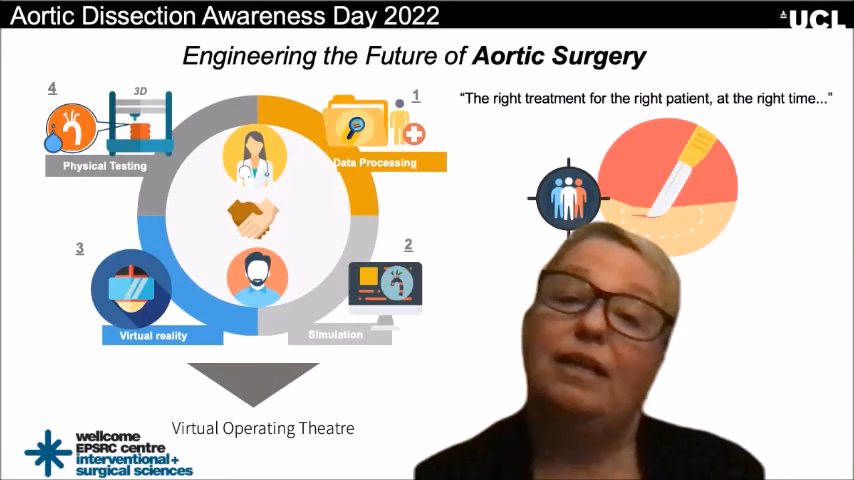 Aortic Dissection Awareness Day 2022
UCL
Engineering the Future of Aortic Surgery
4
3D
Physical Testing
1
Data Processing
"The right treatment for the right patient, at the right time..."
3
Virtual reality
2
Simulation
Virtual Operating Theatre
wellcome
EPSRC centre
interventional+
surgical sciences